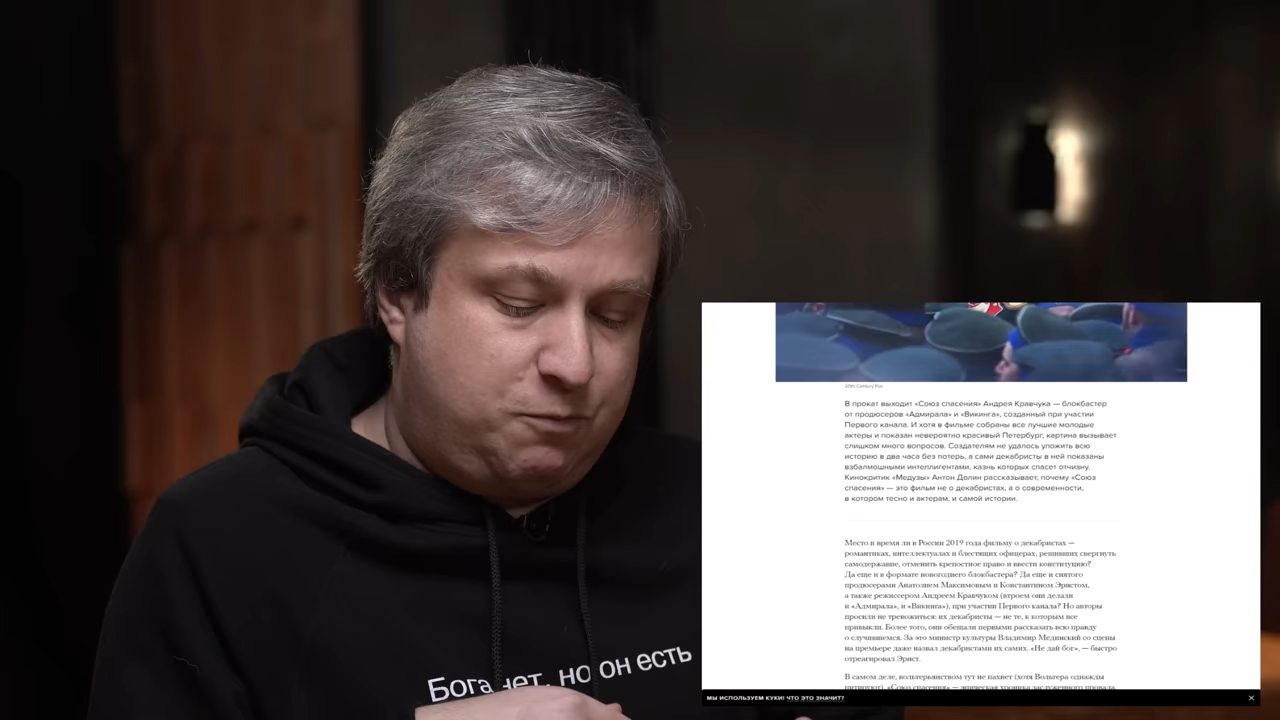 Бога нет, но он есть
20th Century Fox
В прокат выходит «Союз спасения» Андрея Кравчука — блокбастер
от продюсеров «Адмирала» и «Викинга», созданный при участии
Первого канала. И хотя в фильме собраны все лучшие молодые
актеры и показан невероятно красивый Петербург, картина вызывает
слишком много вопросов. Создателям не удалось уложить всю
историю в два часа без потерь, а сами декабристы в ней показаны
взбалмошными интеллигентами, казнь которых спасет отчизну.
Кинокритик «Медузы» Антон Долин рассказывает, почему «Союз
спасения» — это фильм не о декабристах, а о современности,
в котором тесно и актерам, и самой истории.
Место и время ли в России 2019 года фильму о декабристах —
романтиках, интеллектуалах и блестящих офицерах, решивших свергнуть
самодержавие, отменить крепостное право и ввести конституцию?
Да еще и в формате новогоднего блокбастера? Да еще и снятого
продюсерами Анатолием Максимовым и Константином Эрнстом,
а также режиссером Андреем Кравчуком (втроем они делали
и «Адмирала», и «Викинга»), при участии Первого канала? Но авторы
просили не тревожиться: их декабристы — не те, к которым все
привыкли. Более того, они обещали первыми рассказать всю правду
о случившемся. За это министр культуры Владимир Мединский со сцены
на премьере даже назвал декабристами их самих. «Не дай бог», — быстро
отреагировал Эрнст.
В самом деле, вольтерьянством тут не пахнет (хотя Вольтера однажды
цитируют). «Союз спасения» — эпическая хроника заслуженного провала
МЫ ИСПОЛЬЗУЕМ КУКИ! ЧТО ЭТО ЗНАЧИТ?